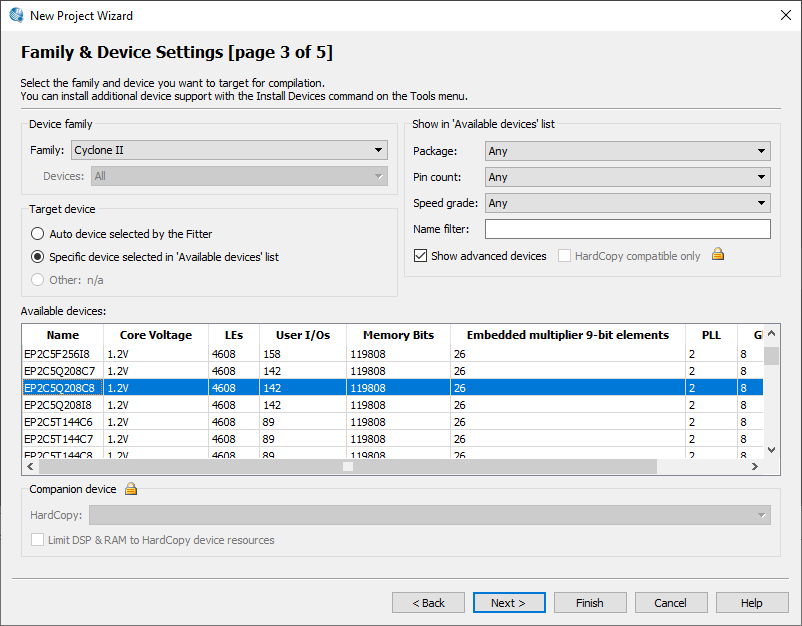 New Project Wizard
Family & Device Settings [page 3 of 5]
Select the family and device you want to target for compilation.
You can install additional device support with the Install Devices command on the Tools menu.
Device family
Family: Cyclone II
Devices: All
Target device
Auto device selected by the Fitter
Specific device selected in 'Available devices' list
Other: n/a
Show in 'Available devices' list
Package: Any
Pin count: Any
Speed grade: Any
Name filter:
Show advanced devices HardCopy compatible only
Available devices:
Name Core Voltage LEs User I/Os Memory Bits Embedded multiplier 9-bit elements PLL
EP2C5F256I8 1.2V 4608 158 119808 26 2 8
EP2C5Q208C7 1.2V 4608 142 119808 26 2 8
EP2C5Q208C8 1.2V 4608 142 119808 26 2 8
EP2C5Q208I8 1.2V 4608 142 119808 26 2 8
EP2C5T144C6 1.2V 4608 89 119808 26 2 8
EP2C5T144C7 1.2V 4608 89 119808 26 2 8
EP2C5T144C8 1.2V 4608 89 119808 26 2 8
Companion device
HardCopy:
Limit DSP & RAM to HardCopy device resources
< Back Next > Finish Cancel Help